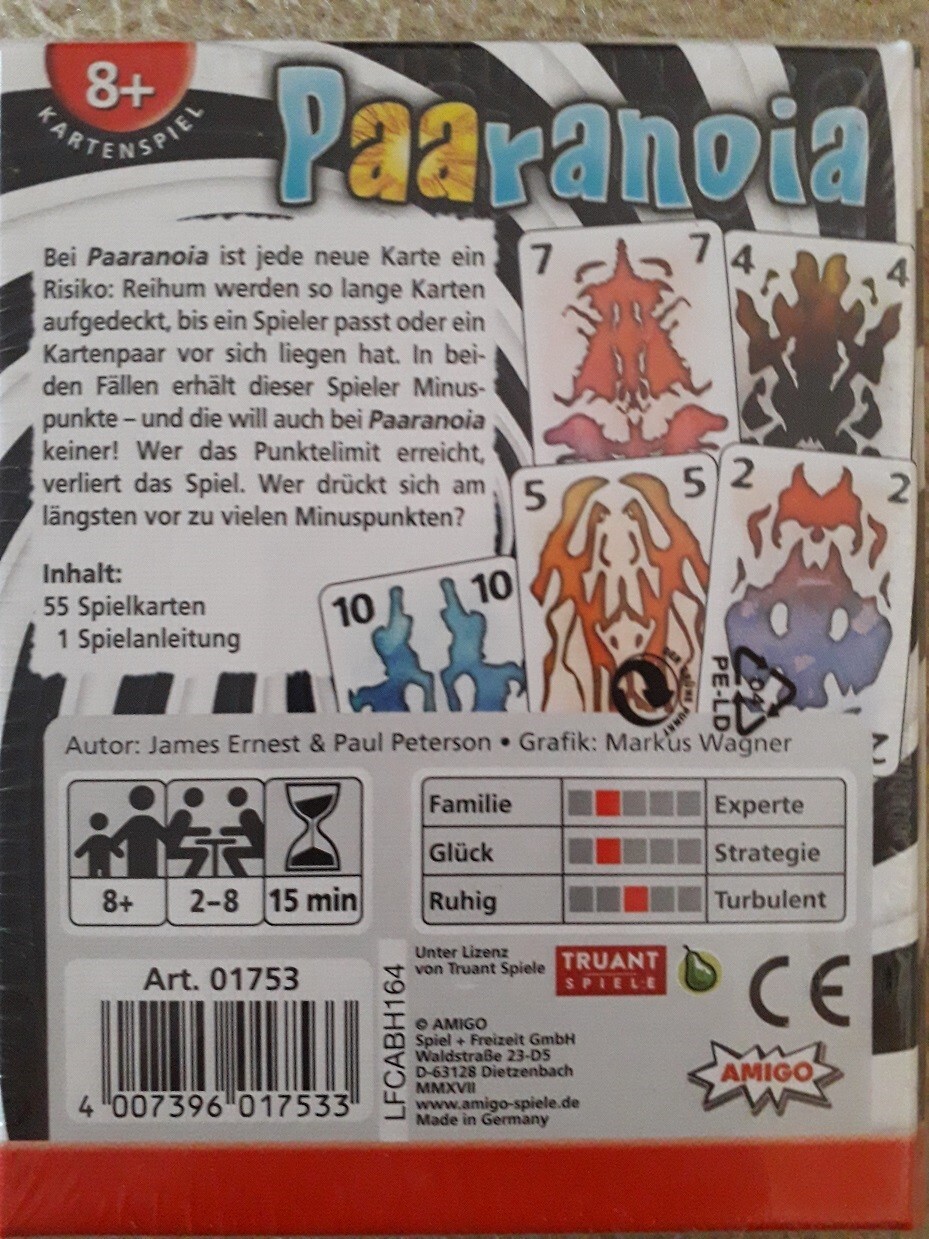 8+
KARTENSPIEL
Paaranoia
Bei Paaranoia ist jede neue Karte ein
Risiko: Reihum werden so lange Karten
aufgedeckt, bis ein Spieler passt oder ein
Kartenpaar vor sich liegen hat. In bei-
den Fällen erhält dieser Spieler Minus-
punkte – und die will auch bei Paaranoia
keiner! Wer das Punktelimit erreicht,
verliert das Spiel. Wer drückt sich am
längsten vor zu vielen Minuspunkten?
Inhalt:
55 Spielkarten
1 Spielanleitung
7 7
4 4
5 5
2 2
10 10
DER GRÜNE PUNKT
04
PE-LD
Autor: James Ernest & Paul Peterson • Grafik: Markus Wagner
8+ 2–8 15 min
Familie Experte
Glück Strategie
Ruhig Turbulent
Art. 01753
4 007396 017533
LFCABH164
Unter Lizenz
von Truant Spiele
TRUANT
SPIELE
CE
© AMIGO
Spiel + Freizeit GmbH
Waldstraße 23-D5
D-63128 Dietzenbach
MMXVII
www.amigo-spiele.de
Made in Germany
AMIGO